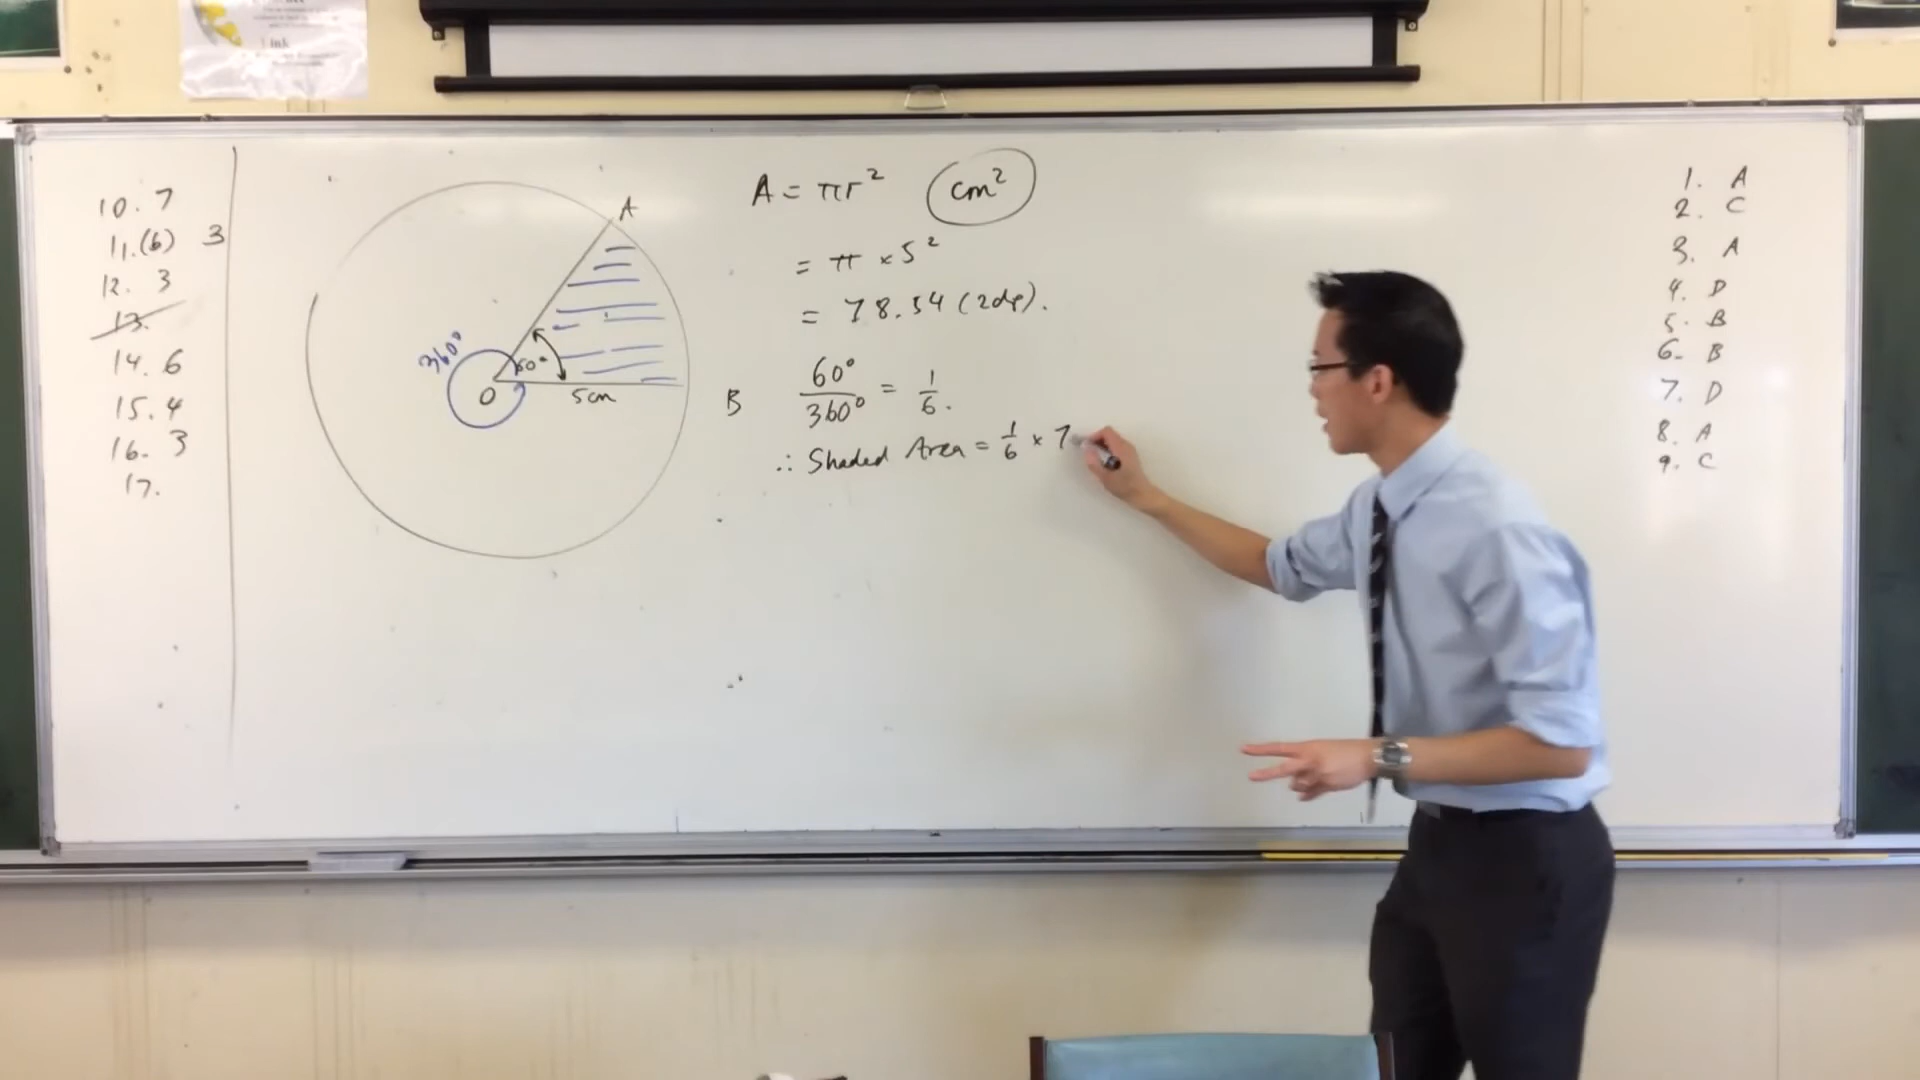 10. 7
11. (6) 3
12. 3
13.
14. 6
15. 4
16. 3
17.
A
360°
60°
O
5cm
B
A = πr² cm²
= π × 5²
= 78.54 (2dp).
60°/360° = 1/6.
∴ Shaded Area = 1/6 × 7
1. A
2. C
3. A
4. D
5. B
6. B
7. D
8. A
9. C